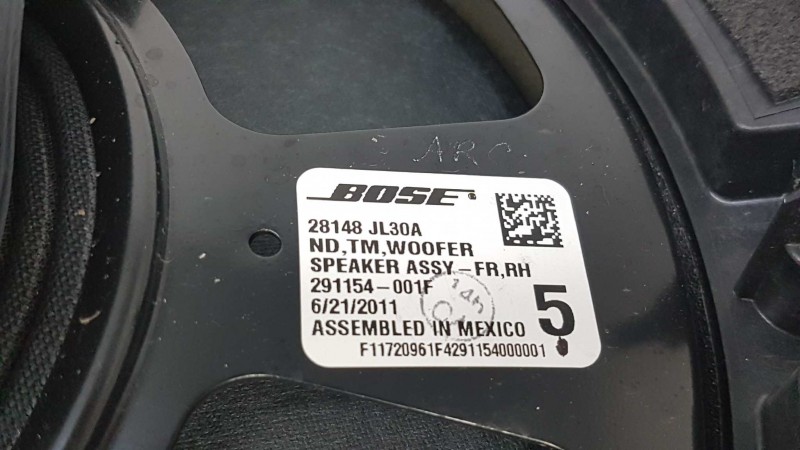 ARC
BOSE®
28148 JL30A
ND,TM,WOOFER
SPEAKER ASSY-FR,RH
291154-001F
6/21/2011
ASSEMBLED IN MEXICO
5
F11720961F4291154000001